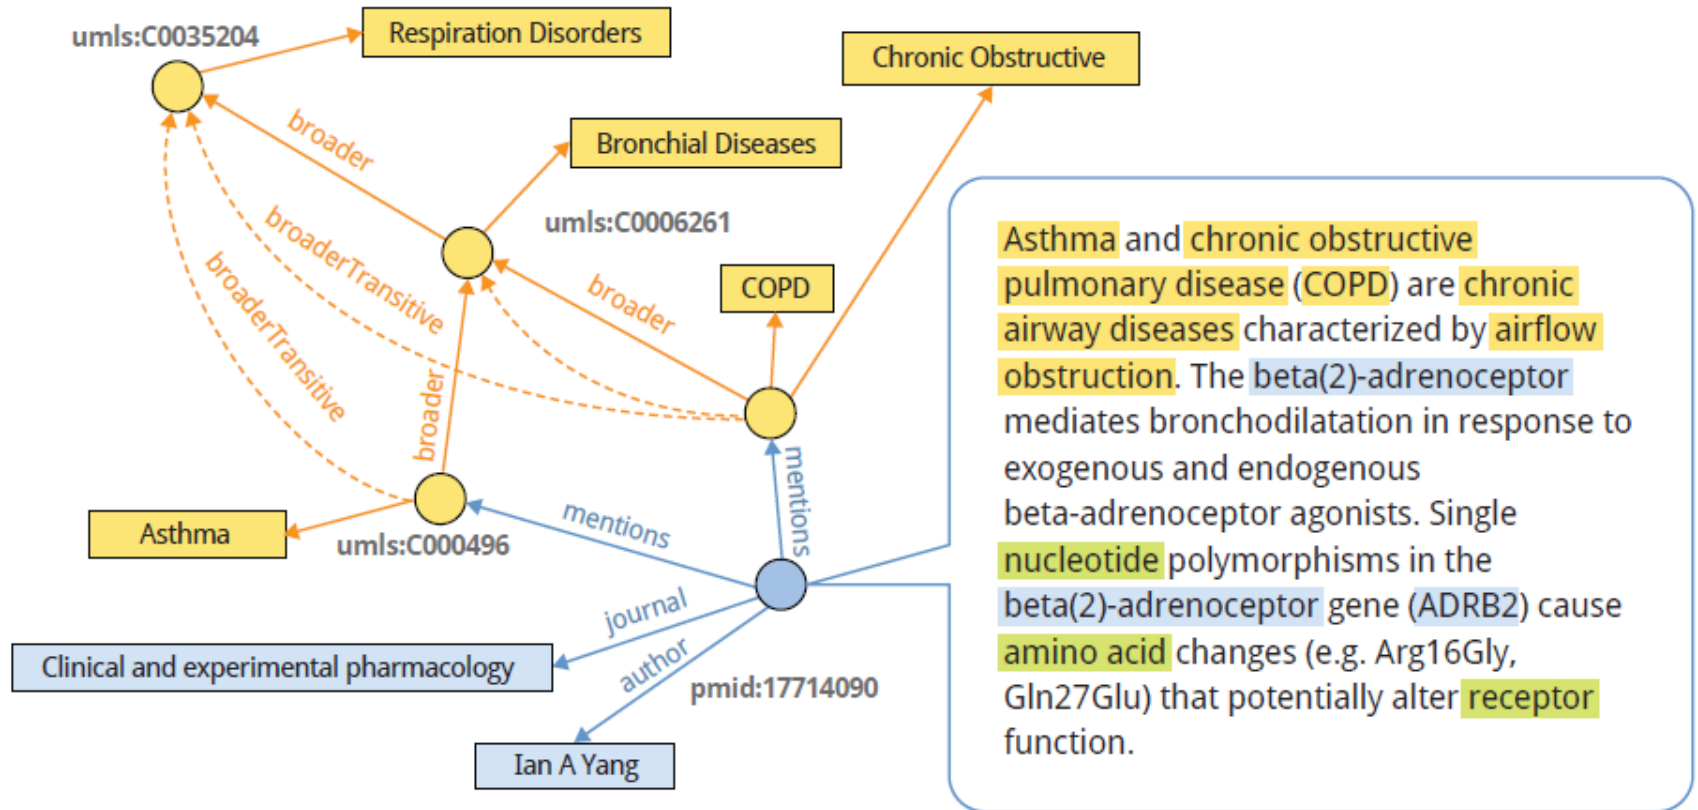 umls:C0035204
Respiration Disorders
Chronic Obstructive
broader
Bronchial Diseases
umls:C0006261
broaderTransitive
broaderTransitive
broader
COPD
broader
mentions
Asthma
umls:C000496
mentions
journal
Clinical and experimental pharmacology
author
pmid:17714090
Ian A Yang
Asthma and chronic obstructive
pulmonary disease (COPD) are chronic
airway diseases characterized by airflow
obstruction. The beta(2)-adrenoceptor
mediates bronchodilatation in response to
exogenous and endogenous
beta-adrenoceptor agonists. Single
nucleotide polymorphisms in the
beta(2)-adrenoceptor gene (ADRB2) cause
amino acid changes (e.g. Arg16Gly,
Gln27Glu) that potentially alter receptor
function.